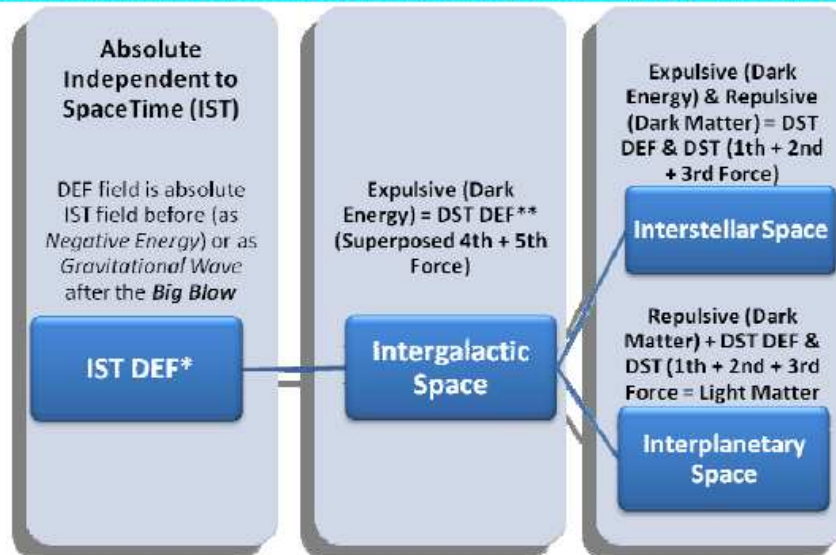 Absolute
Independent to
SpaceTime (IST)
DEF field is absolute
IST field before (as
Negative Energy) or as
Gravitational Wave
after the Big Blow
IST DEF*
Expulsive (Dark
Energy) = DST DEF**
(Superposed 4th + 5th
Force)
Intergalactic
Space
Expulsive (Dark
Energy) & Repulsive
(Dark Matter) = DST
DEF & DST (1th + 2nd
+ 3rd Force)
Interstellar Space
Repulsive (Dark
Matter) + DST DEF &
DST (1th + 2nd + 3rd
Force = Light Matter
Interplanetary
Space